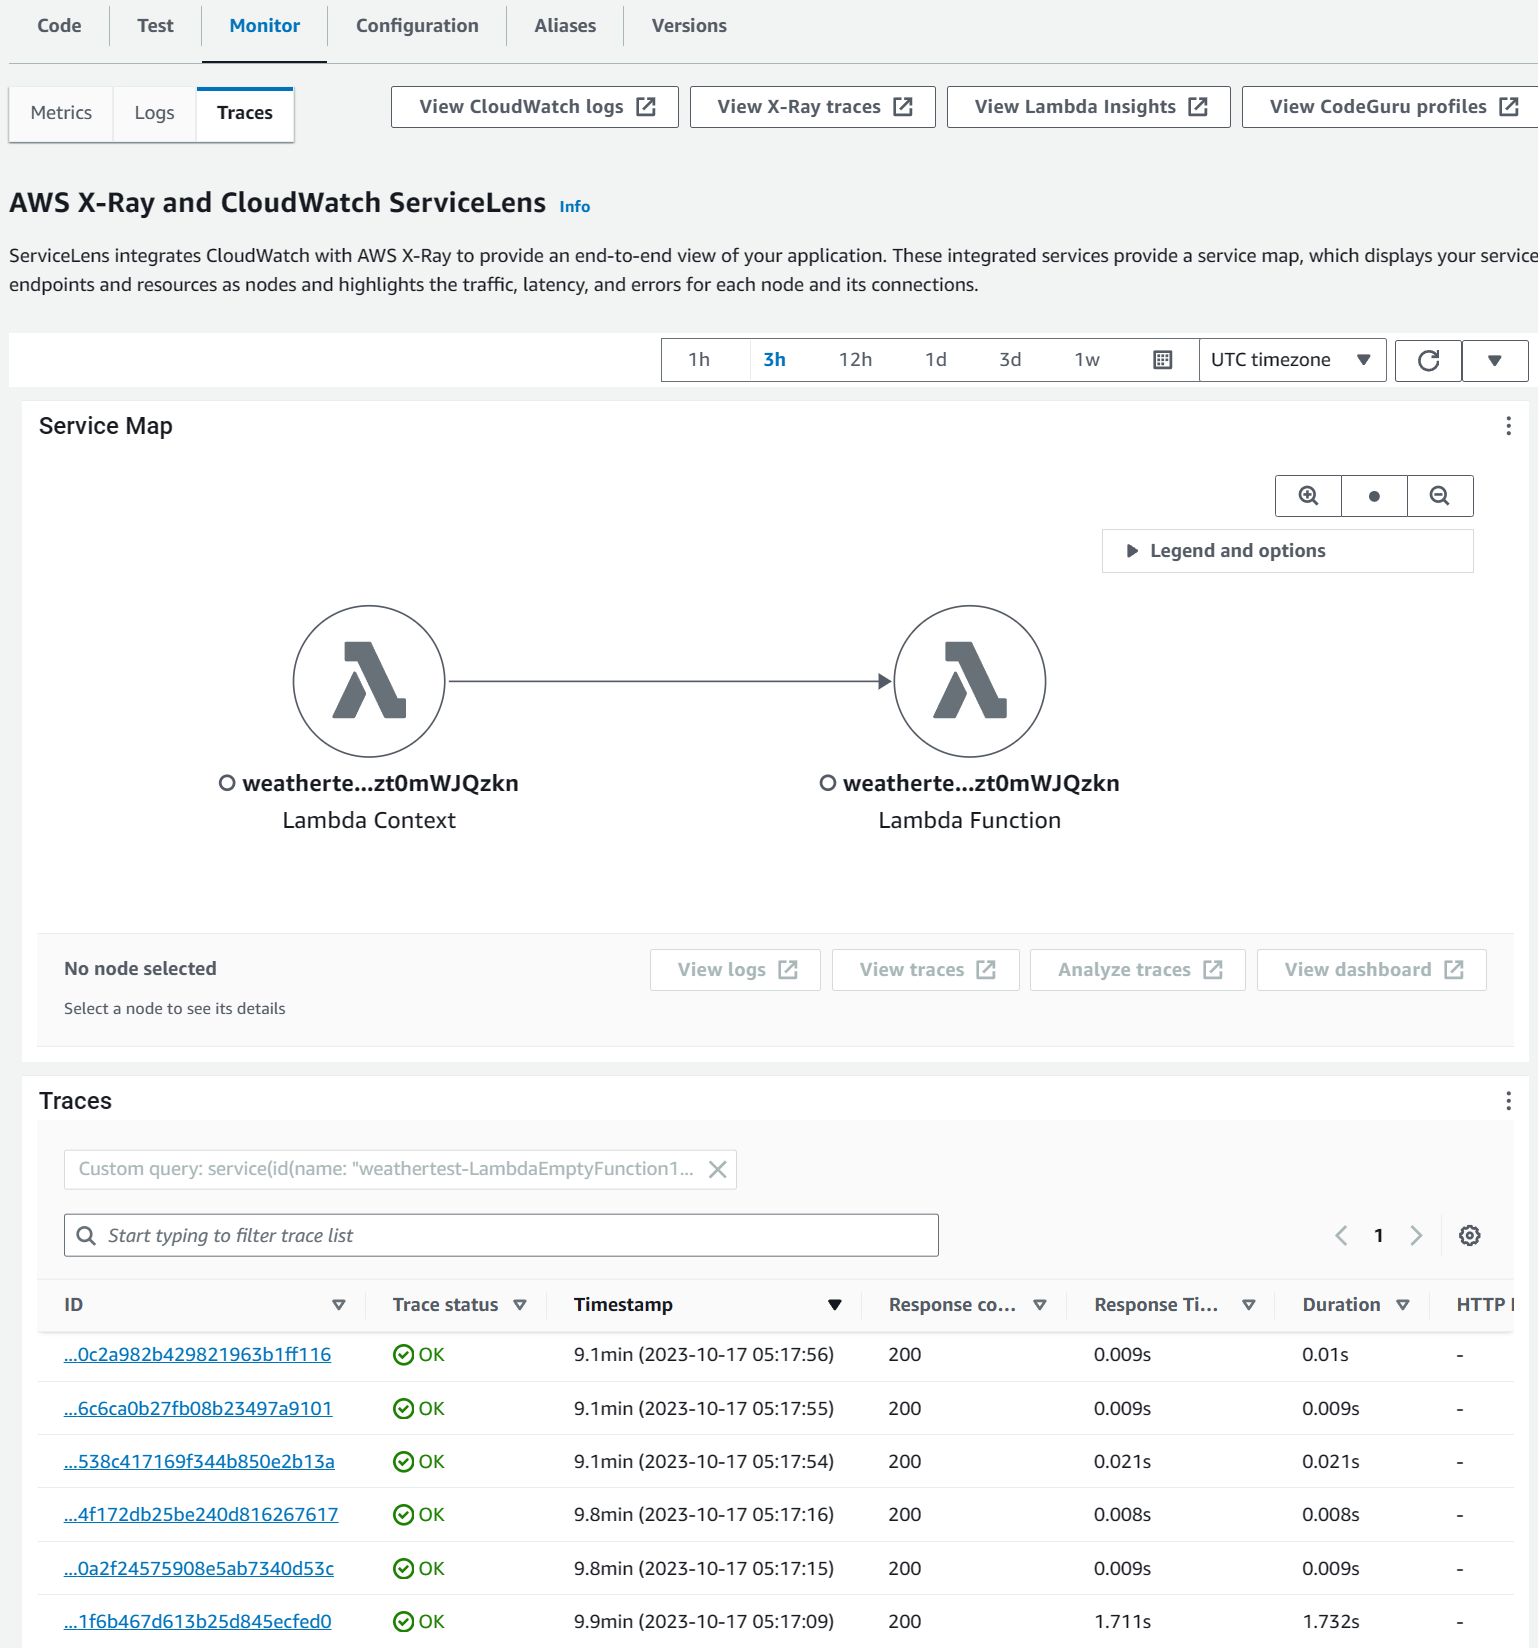 Code Test Monitor Configuration Aliases Versions
Metrics Logs Traces View CloudWatch logs View X-Ray traces View Lambda Insights View CodeGuru profiles
AWS X-Ray and CloudWatch ServiceLens Info
ServiceLens integrates CloudWatch with AWS X-Ray to provide an end-to-end view of your application. These integrated services provide a service map, which displays your service
endpoints and resources as nodes and highlights the traffic, latency, and errors for each node and its connections.
1h 3h 12h 1d 3d 1w UTC timezone
Service Map
Legend and options
weatherte...zt0mWJQzkn weatherte...zt0mWJQzkn
Lambda Context Lambda Function
No node selected View logs View traces Analyze traces View dashboard
Select a node to see its details
Traces
Custom query: service(id(name: "weathertest-LambdaEmptyFunction1...
Start typing to filter trace list 1
ID Trace status Timestamp Response co... Response Ti... Duration HTTP
...0c2a982b429821963b1ff116 OK 9.1min (2023-10-17 05:17:56) 200 0.009s 0.01s -
...6c6ca0b27fb08b23497a9101 OK 9.1min (2023-10-17 05:17:55) 200 0.009s 0.009s -
...538c417169f344b850e2b13a OK 9.1min (2023-10-17 05:17:54) 200 0.021s 0.021s -
...4f172db25be240d816267617 OK 9.8min (2023-10-17 05:17:16) 200 0.008s 0.008s -
...0a2f24575908e5ab7340d53c OK 9.8min (2023-10-17 05:17:15) 200 0.009s 0.009s -
...1f6b467d613b25d845ecfed0 OK 9.9min (2023-10-17 05:17:09) 200 1.711s 1.732s -